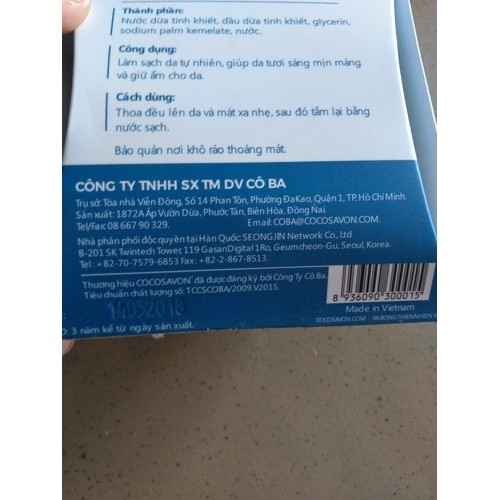 Thành phần:
Nước dừa tinh khiết, dầu dừa tinh khiết, glycerin,
sodium palm kemelate, nước.
Công dụng:
Làm sạch da tự nhiên, giúp da tươi sáng mịn màng
và giữ ẩm cho da.
Cách dùng:
Thoa đều lên da và mát xa nhẹ, sau đó tắm lại bằng
nước sạch.
Bảo quản nơi khô ráo thoáng mát.
CÔNG TY TNHH SX TM DV CÔ BA
Trụ sở: Tòa nhà Viễn Đông, Số 14 Phan Tôn, Phường ĐaKao, Quận 1, TP. Hồ Chí Minh.
Sản xuất: 1872A Ấp Vườn Dừa, Phước Tân, Biên Hòa, Đồng Nai.
Tel/Fax: 08 667 90 329. Email: COBA@COCOSAVON.COM
Nhà phân phối độc quyền tại Hàn Quốc SEONGJIN Network Co, Ltd
B-201 SK Twintech Tower, 119 GasanDigital 1Ro, Geumcheon-Gu, Seoul, Korea.
Tel : +82-70-7579-6853 Fax: +82-2-867-8513.
Thương hiệu COCOSAVON® đã được đăng ký bởi Công Ty Cô Ba.
Tiêu chuẩn chất lượng số: TCCSCOBA/2009.V2015.
8 936090 300015
14052018
3 năm kể từ ngày sản xuất.
Made in Vietnam
COCOSAVON.COM - XABONGTHIENNHIEN